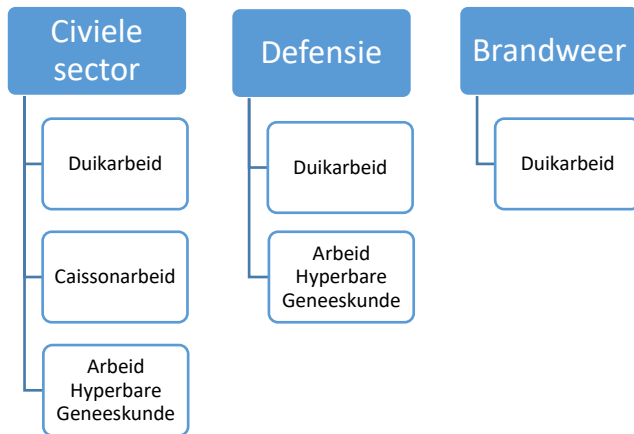 Civiele
sector
Duikarbeid
Caissonarbeid
Arbeid
Hyperbare
Geneeskunde
Defensie
Duikarbeid
Arbeid
Hyperbare
Geneeskunde
Brandweer
Duikarbeid